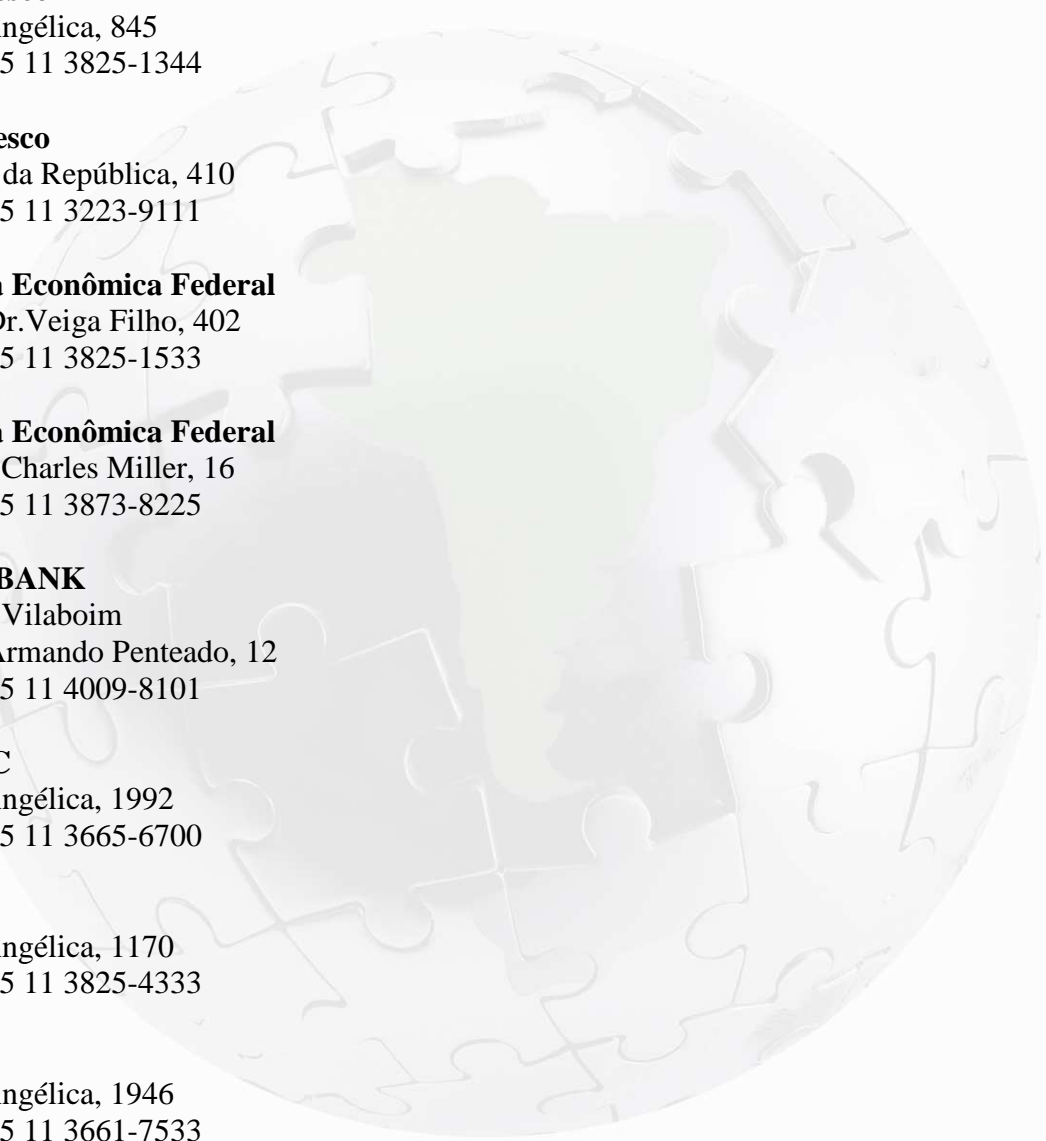 ngélica, 845
5 11 3825-1344
esco
da República, 410
5 11 3223-9111
a Econômica Federal
Dr.Veiga Filho, 402
5 11 3825-1533
a Econômica Federal
Charles Miller, 16
5 11 3873-8225
BANK
Vilaboim
Armando Penteado, 12
5 11 4009-8101
C
ngélica, 1992
5 11 3665-6700
ngélica, 1170
5 11 3825-4333
ngélica, 1946
5 11 3661-7533